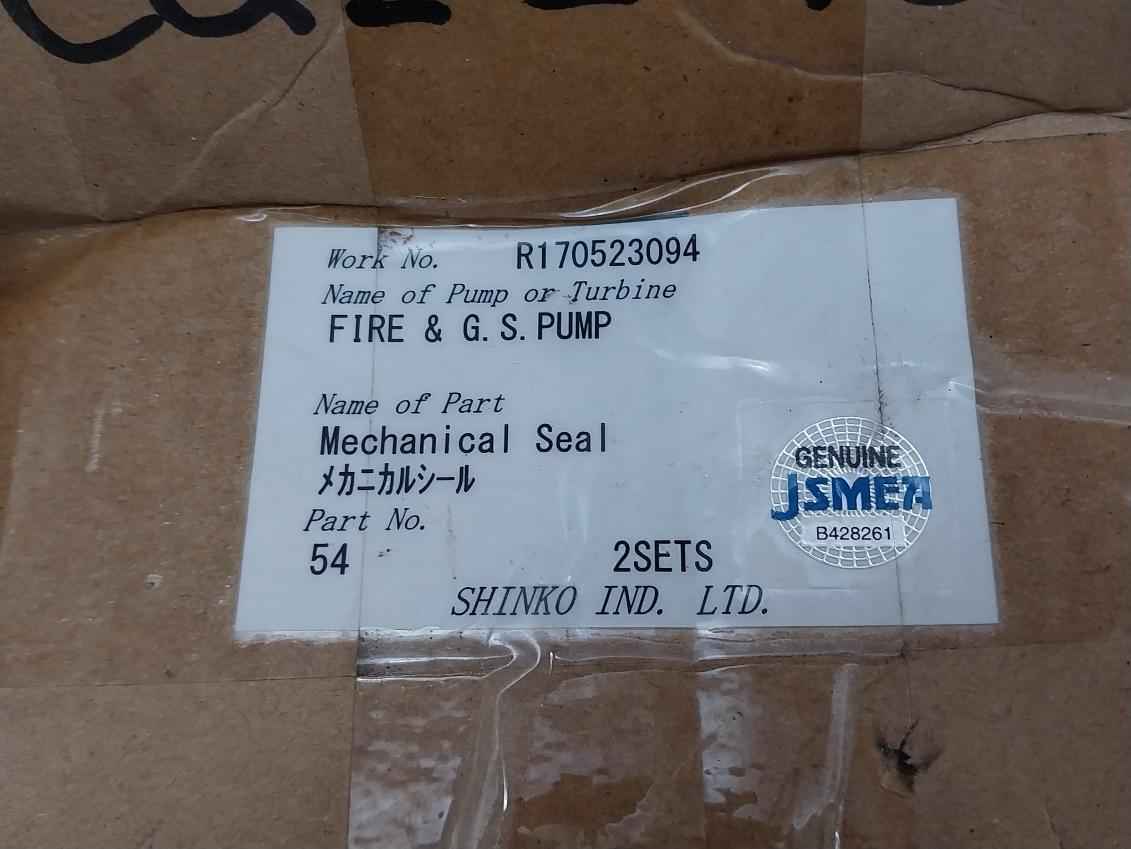 Work No. R170523094
Name of Pump or Turbine
FIRE & G.S.PUMP
Name of Part
Mechanical Seal
メカニカルシール
Part No.
54 2SETS
SHINKO IND. LTD.
GENUINE
JSMEA
B428261